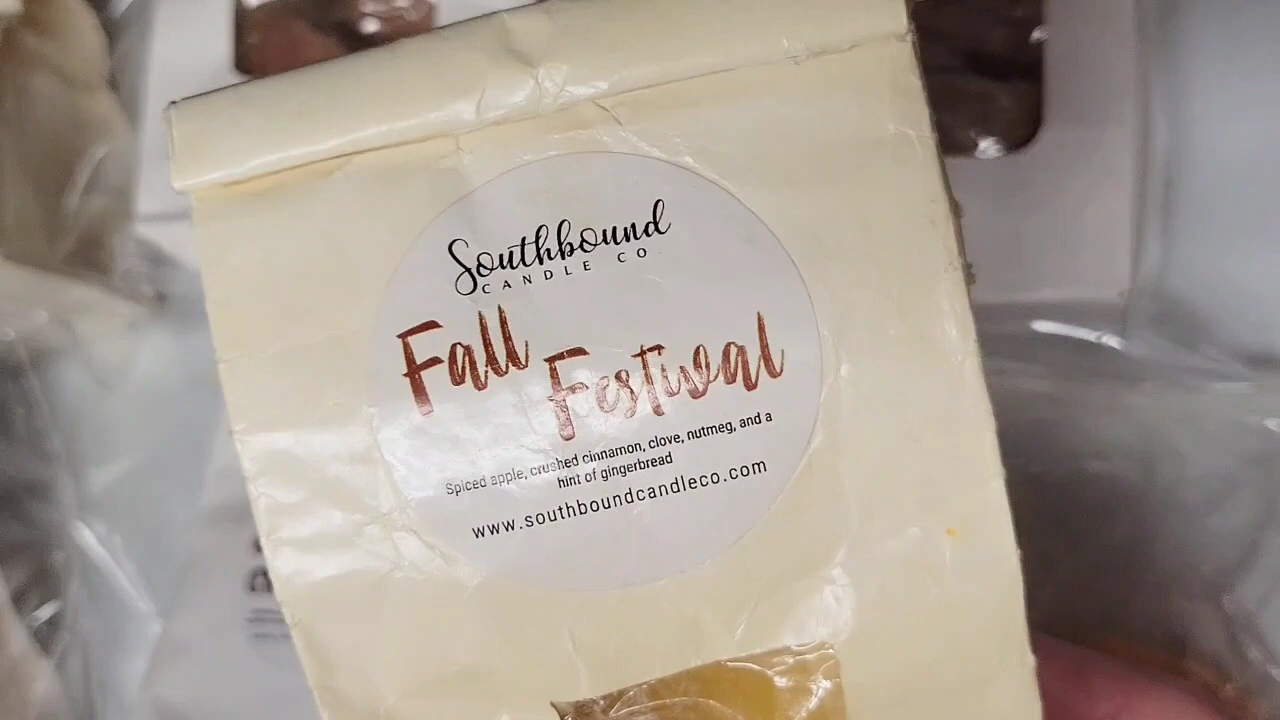 Southbound
CANDLE CO.
Fall
Festival
Spiced apple, crushed cinnamon, clove, nutmeg, and a
hint of gingerbread
www.southboundcandleco.com